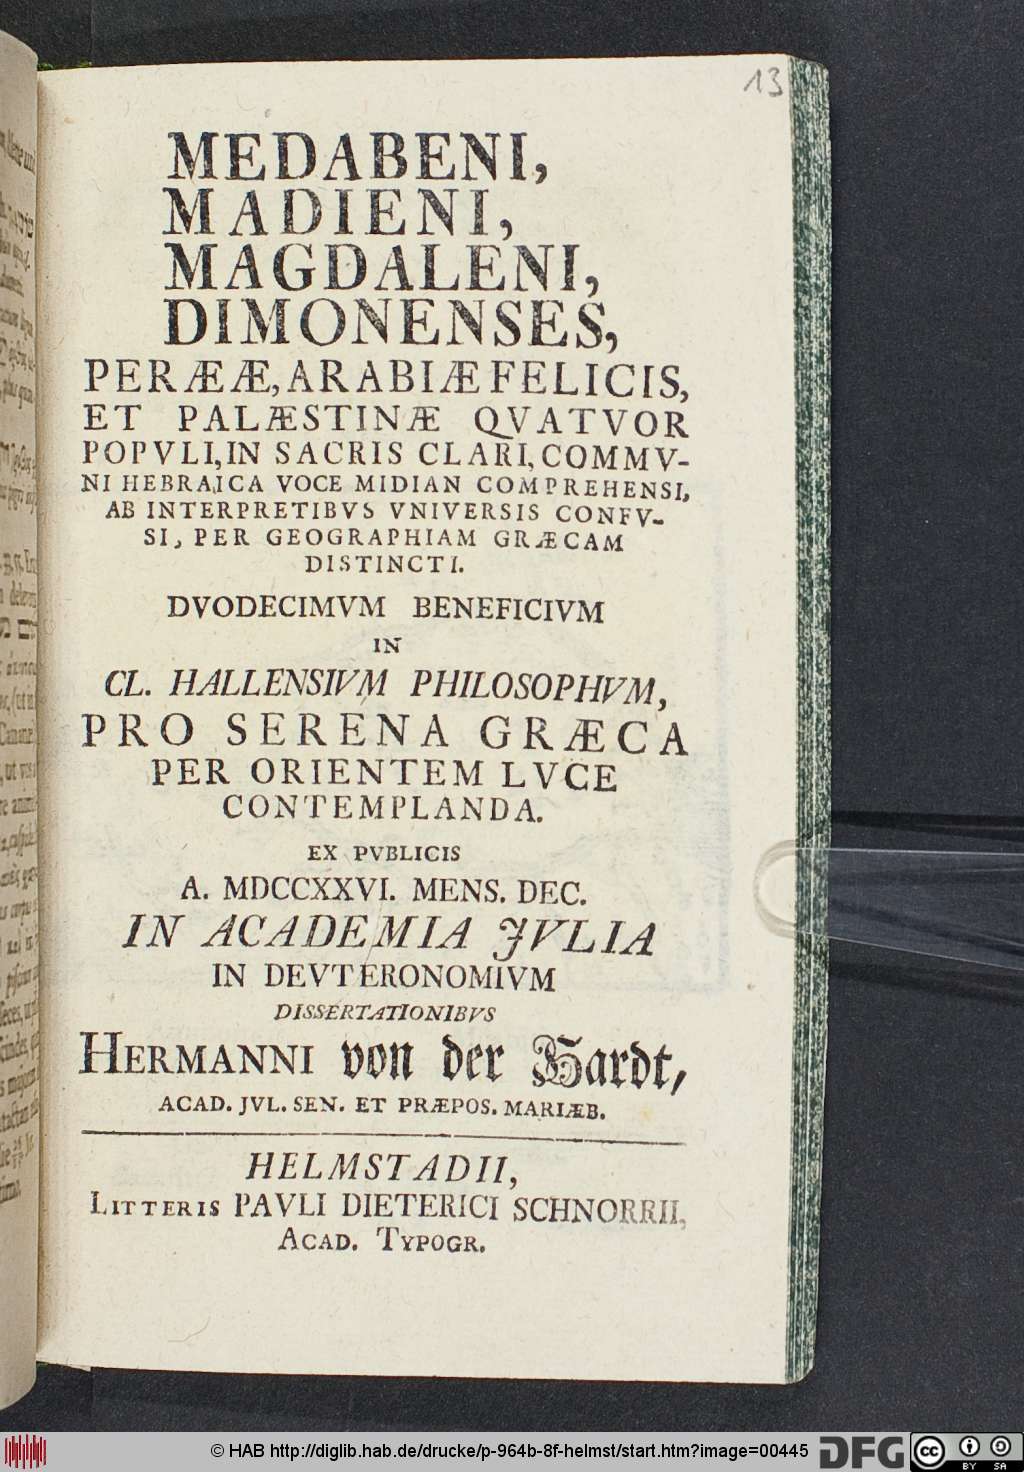 13
MEDABENI,
MADIENI,
MAGDALENI,
DIMONENSES,
PERÆÆ, ARABIÆ FELICIS,
ET PALÆSTINÆ QVATVOR
POPVLI, IN SACRIS CLARI, COMMV-
NI HEBRAICA VOCE MIDIAN COMPREHENSI,
AB INTERPRETIBVS VNIVERSIS CONFV-
SI, PER GEOGRAPHIAM GRÆCAM
DISTINCTI.
DVODECIMVM BENEFICIVM
IN
CL. HALLENSIVM PHILOSOPHVM,
PRO SERENA GRÆCA
PER ORIENTEM LVCE
CONTEMPLANDA.
EX PVBLICIS
A. MDCCXXVI. MENS. DEC.
IN ACADEMIA JVLIA
IN DEVTERONOMIVM
DISSERTATIONIBVS
HERMANNI von der Hardt,
ACAD. JVL. SEN. ET PRÆPOS. MARIÆB.
HELMSTADII,
LITTERIS PAVLI DIETERICI SCHNORRII,
ACAD. TYPOGR.
© HAB http://diglib.hab.de/drucke/p-964b-8f-helmst/start.htm?image=00445
DFG
cc
BY SA